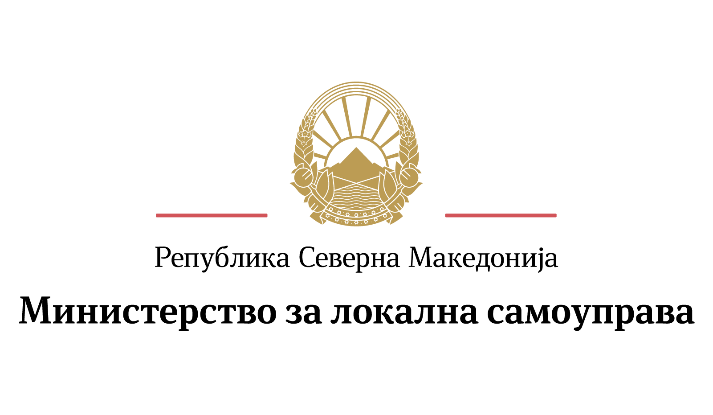 Република Северна Македонија
Министерство за локална самоуправа